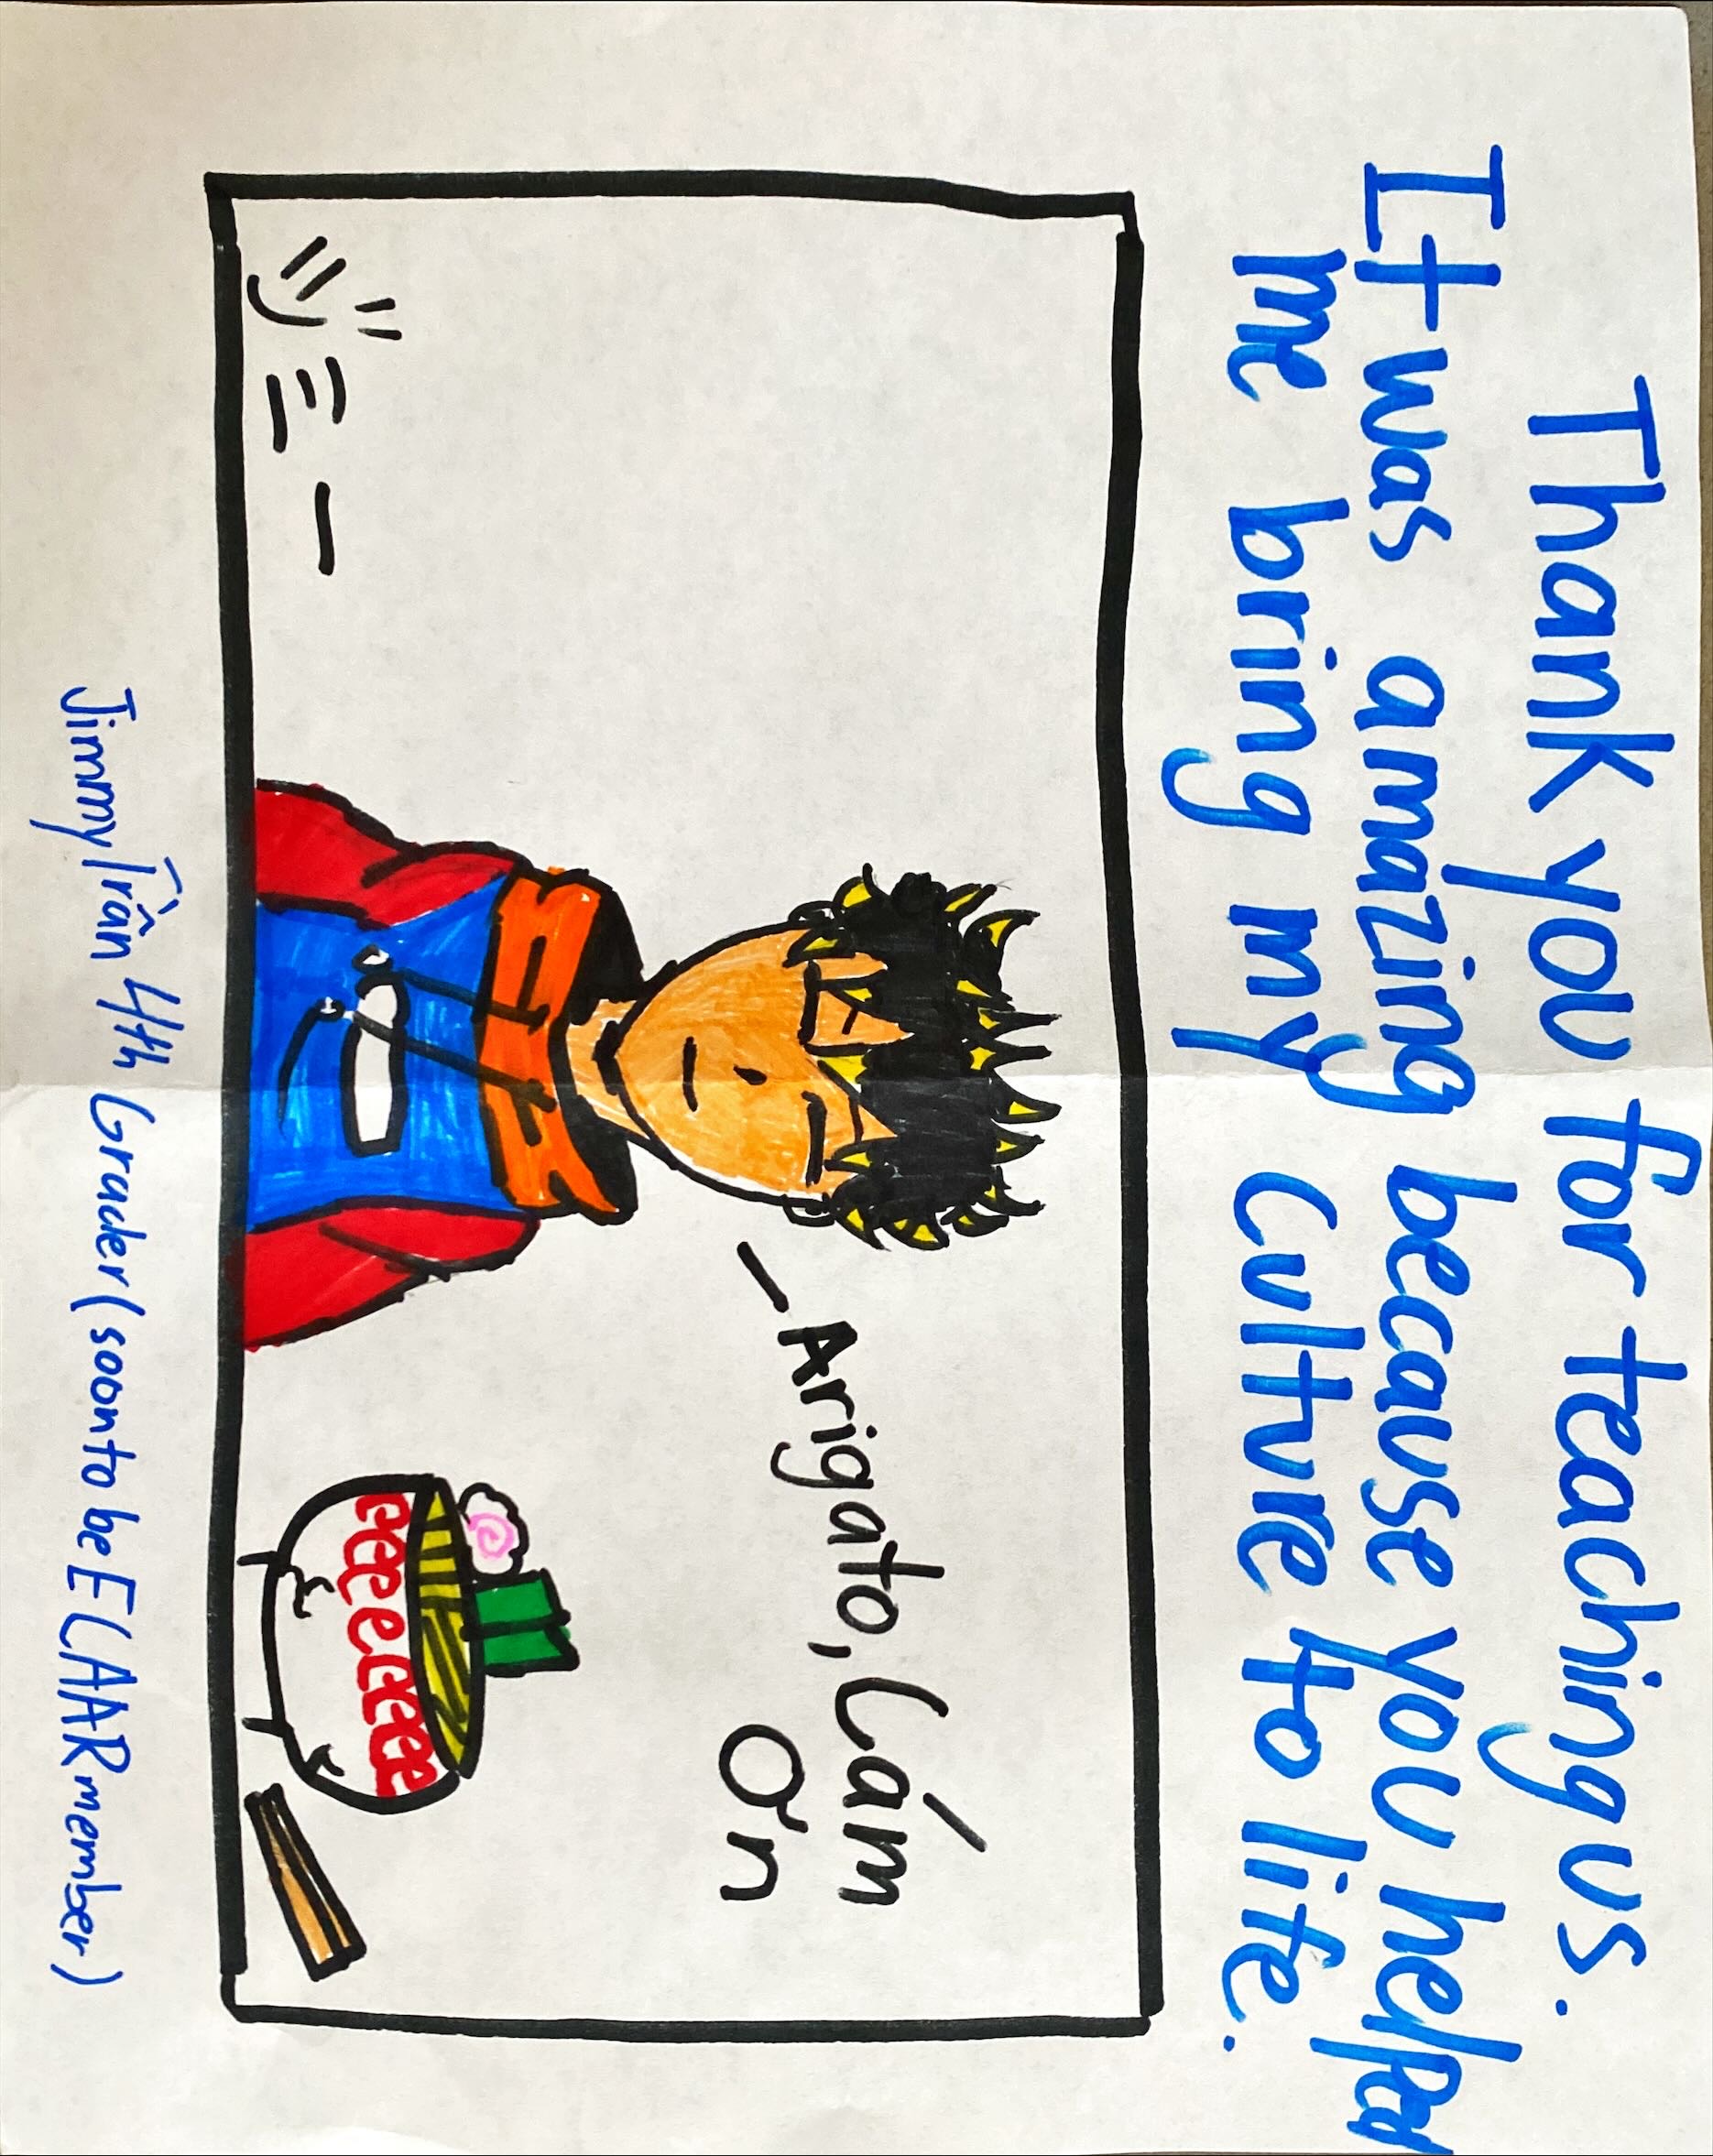 Thank you for teaching us.
It was amazing because you helped
me bring my culture to life.
Arigato, Cám
Ơn
ヅミー
Jimmy Trần 4th Grader (soon to be ECAAR member)